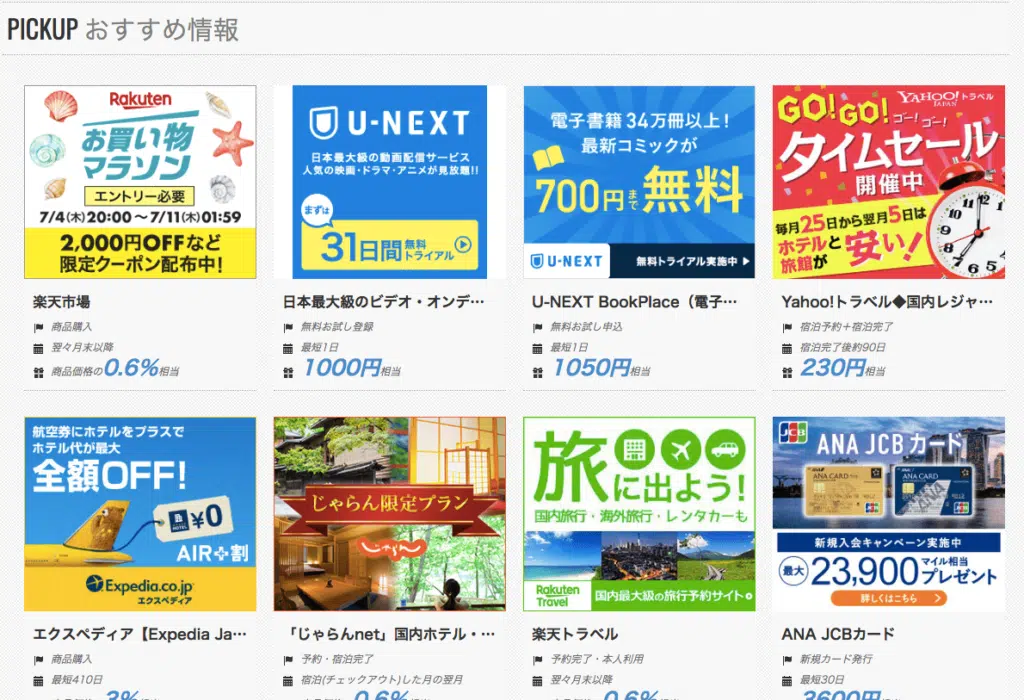 PICKUP おすすめ情報
Rakuten
お買い物
マラソン
エントリー必要
7/4(木)20:00〜7/11(木)01:59
2,000円OFFなど
限定クーポン配布中!
楽天市場
商品購入
翌々月末以降
商品価格の0.6%相当
U-NEXT
日本最大級の動画配信サービス
人気の映画・ドラマ・アニメが見放題!!
まずは
31日間無料トライアル
日本最大級のビデオ・オンデ…
無料お試し登録
最短1日
1000円相当
電子書籍34万冊以上!
最新コミックが
700円まで無料
U-NEXT 無料トライアル実施中
U-NEXT BookPlace（電子…
無料お試し申込
最短1日
1050円相当
YAHOO!トラベル
JAPAN
GO!GO!ゴー!ゴー!
タイムセール
開催中
毎月25日から翌月5日は
ホテルと
旅館が
安い!
Yahoo!トラベル◆国内レジャ…
宿泊予約＋宿泊完了
宿泊完了後約90日
230円相当
航空券にホテルをプラスで
ホテル代が最大
全額OFF!
HOTEL ¥0
AIR+割
Expedia.co.jp
エクスペディア
エクスペディア【Expedia Ja…
商品購入
最短410日
3%
じゃらん限定プラン
じゃらん
「じゃらんnet」国内ホテル・…
予約・宿泊完了
宿泊(チェックアウト)した月の翌月
0.6%
旅に出よう!
国内旅行・海外旅行・レンタカーも
Rakuten
Travel
国内最大級の旅行予約サイト
楽天トラベル
予約完了・本人利用
翌々月末以降
0.6%
JCB
ANA JCBカード
ANA CARD
ANA CARD
新規入会キャンペーン実施中
最大23,900マイル相当プレゼント
詳しくはこちら
ANA JCBカード
新規カード発行
最短30日
3600円